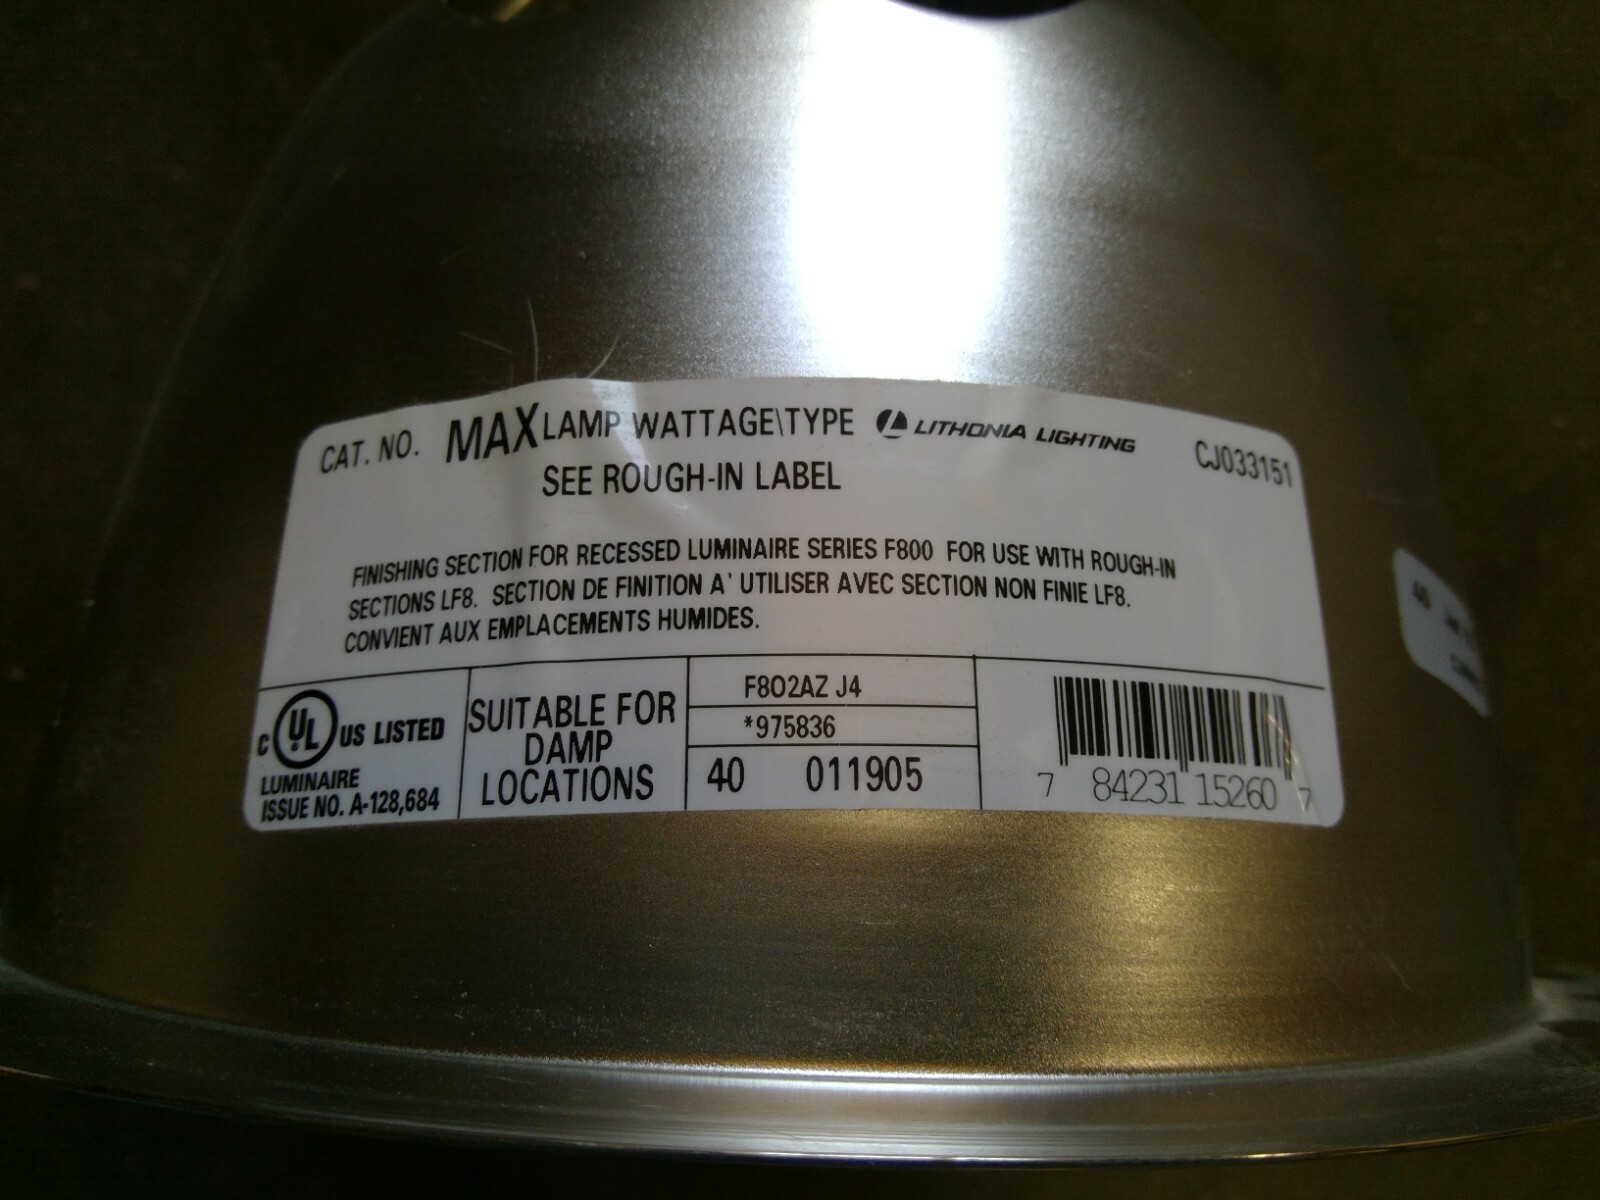 CAT. NO. MAX LAMP WATTAGE\TYPE LITHONIA LIGHTING CJ033151
SEE ROUGH-IN LABEL
FINISHING SECTION FOR RECESSED LUMINAIRE SERIES F800 FOR USE WITH ROUGH-IN
SECTIONS LF8. SECTION DE FINITION A' UTILISER AVEC SECTION NON FINIE LF8.
CONVIENT AUX EMPLACEMENTS HUMIDES.
C UL US LISTED
LUMINAIRE
ISSUE NO. A-128,684
SUITABLE FOR
DAMP
LOCATIONS
F802AZ J4
*975836
40 011905
7 84231 15260 7